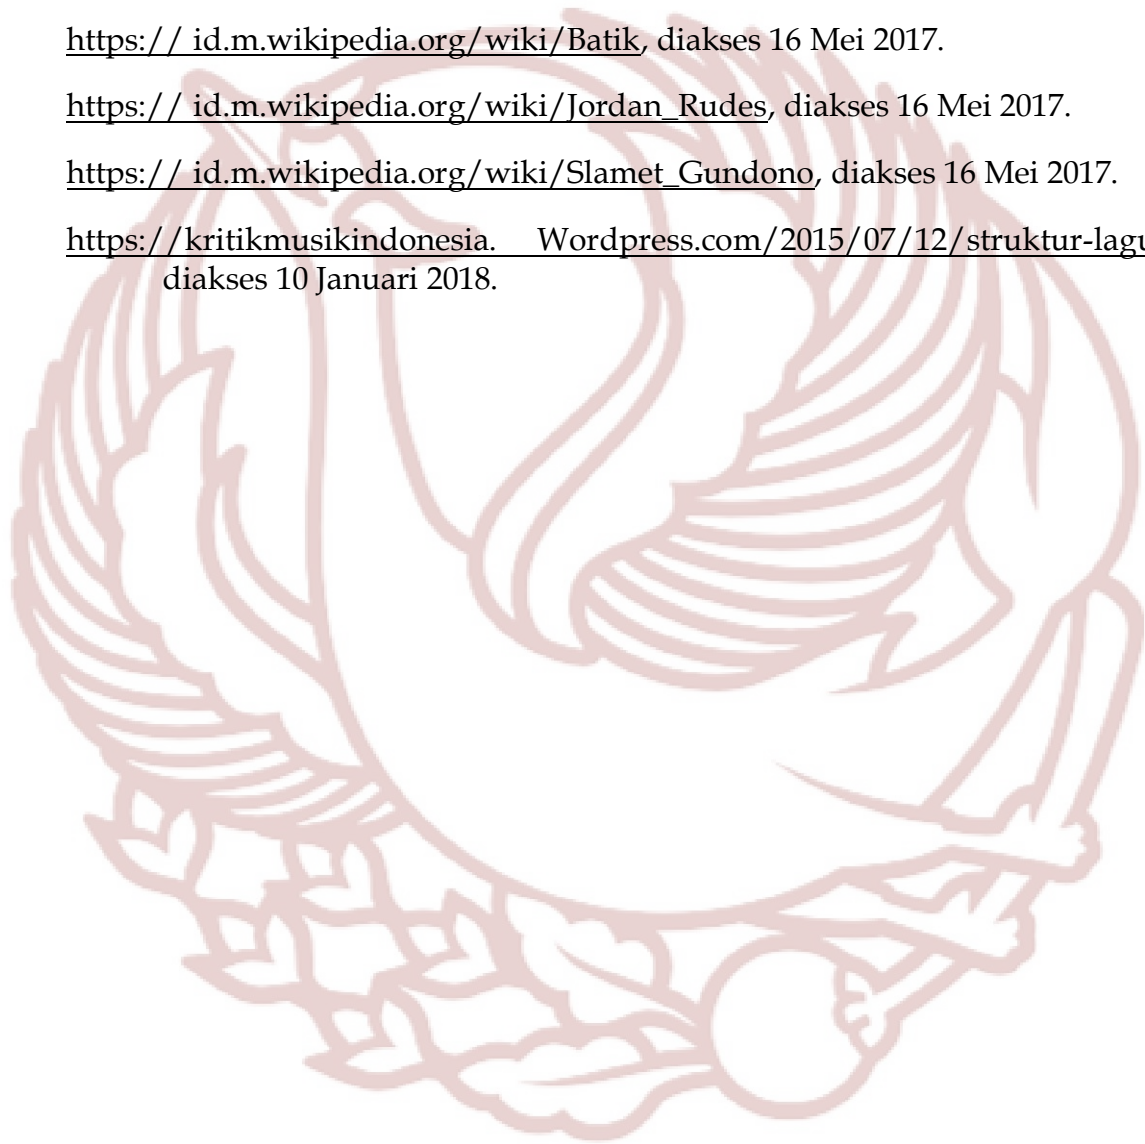 https:// id.m.wikipedia.org/wiki/Batik, diakses 16 Mei 2017.
https:// id.m.wikipedia.org/wiki/Jordan_Rudes, diakses 16 Mei 2017.
https:// id.m.wikipedia.org/wiki/Slamet_Gundono, diakses 16 Mei 2017.
https://kritikmusikindonesia. Wordpress.com/2015/07/12/struktur-lagu
diakses 10 Januari 2018.